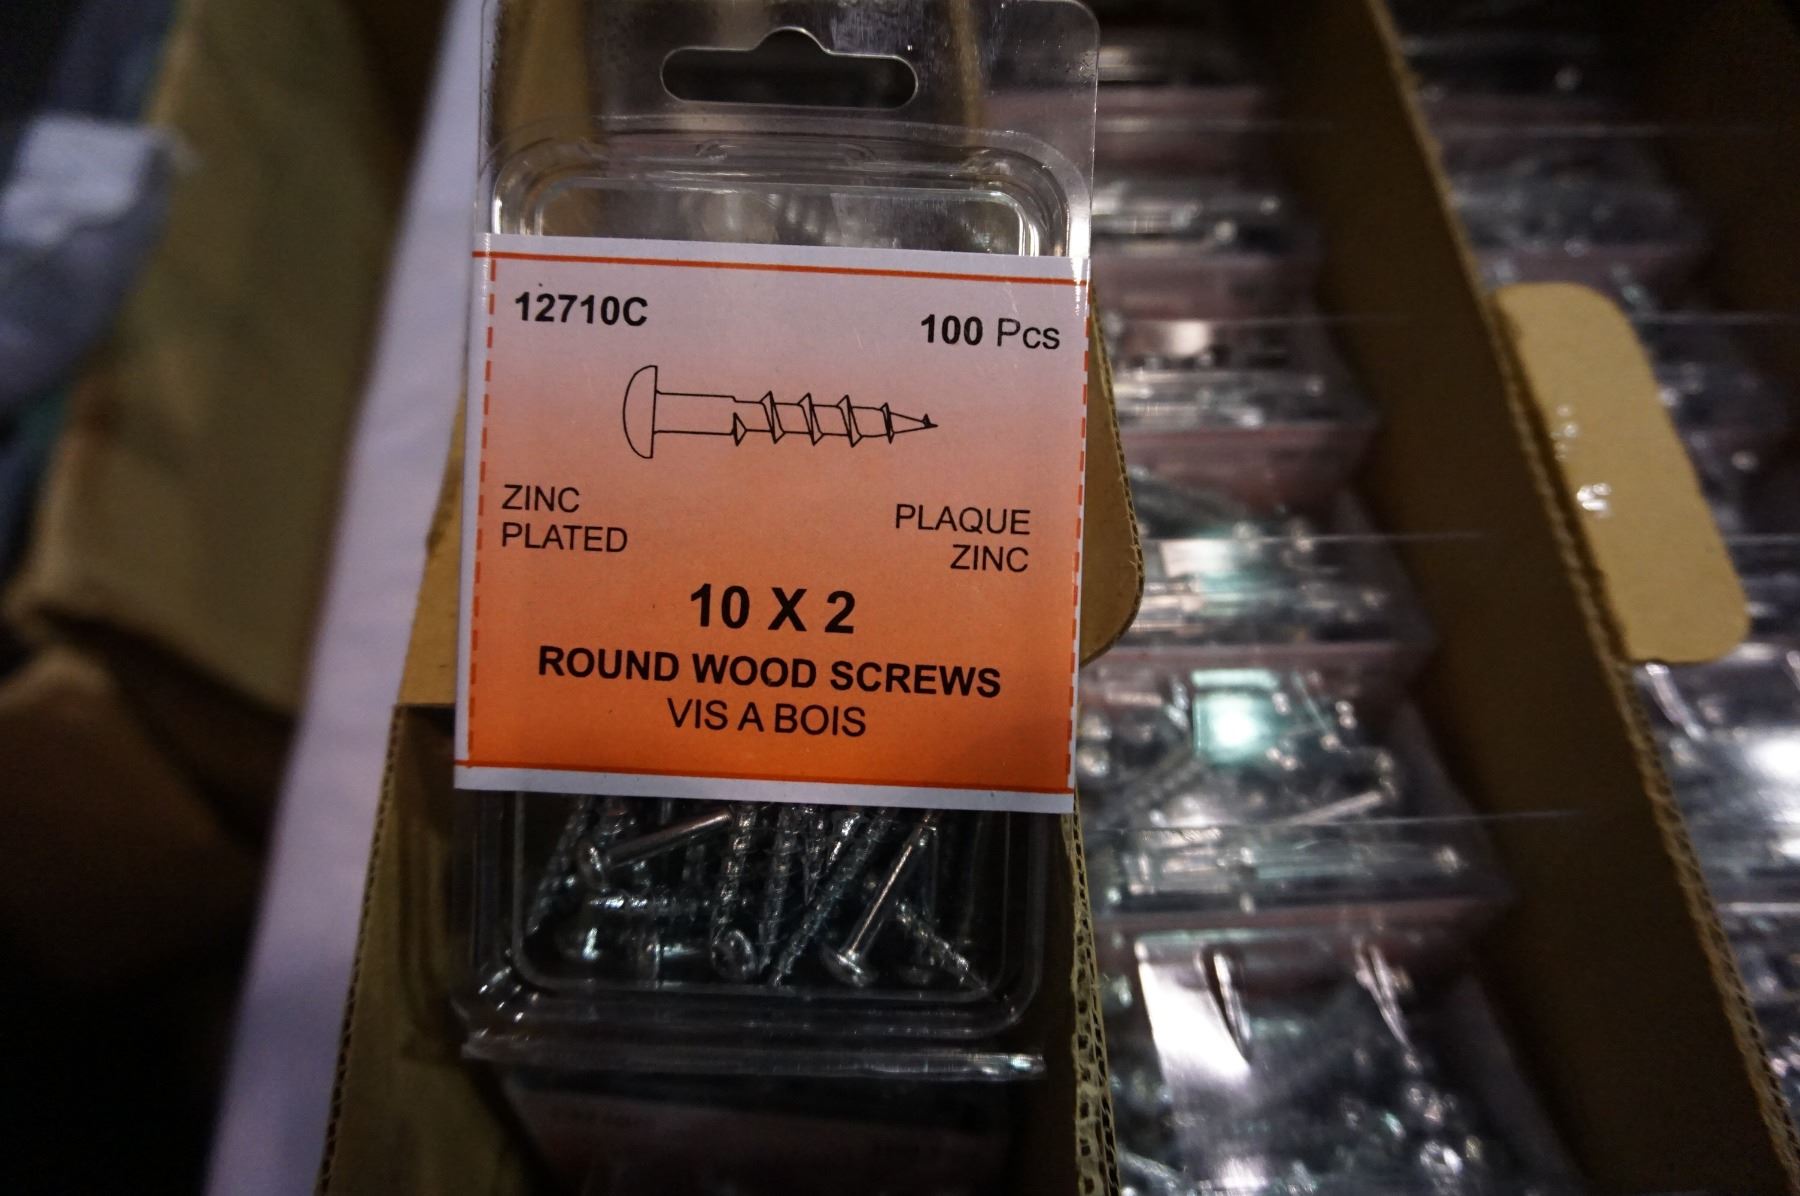 12710C
100 Pcs
ZINC
PLATED
PLAQUE
ZINC
10 X 2
ROUND WOOD SCREWS
VIS A BOIS